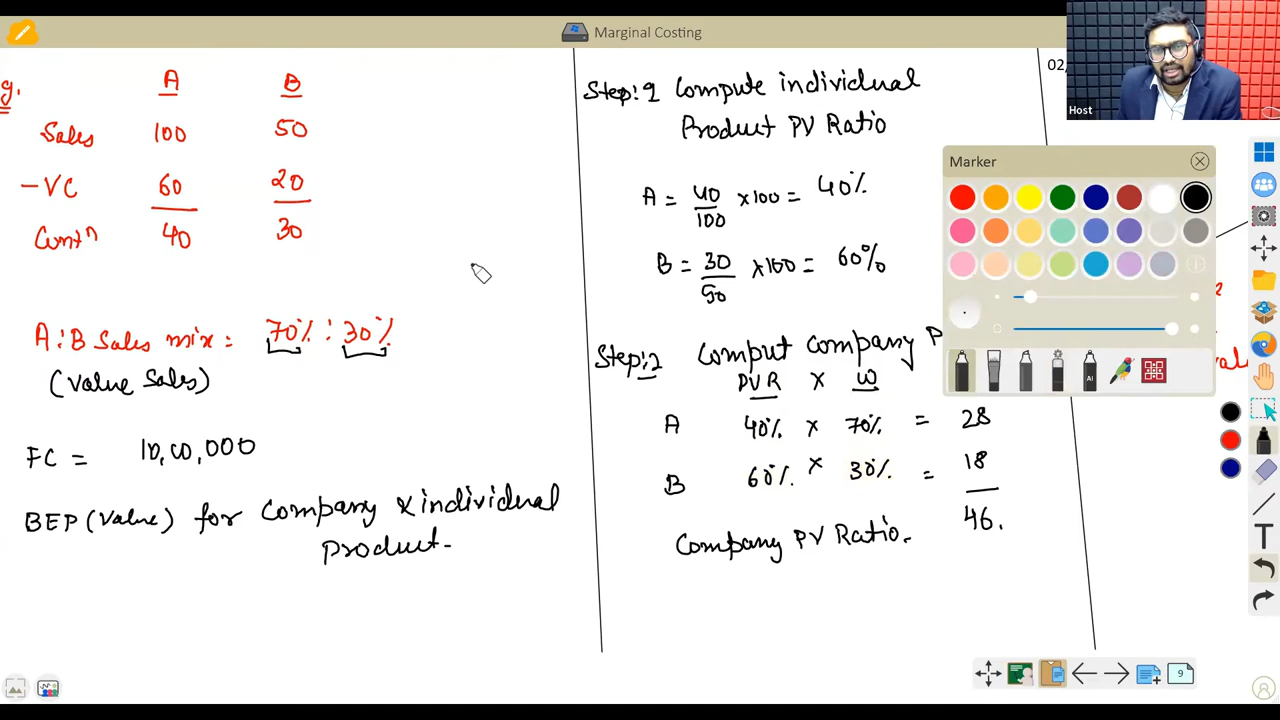 Marginal Costing
g.
A B
Sales 100 50
-VC 60 20
Contn 40 30
A:B Sales mix = 70% : 30%
(Value Sales)
FC = 10,00,000
BEP (Value) for Company & individual
Product.
Step:1 Compute individual
Product PV Ratio
A = 40/100 x100 = 40%
B = 30/50 x100 = 60%
Step:2 Comput Company P
PVR X W
A 40% x 70% = 28
B 60% x 30% = 18
46.
Company PV Ratio.
02/
Host
Marker
AI
T
9